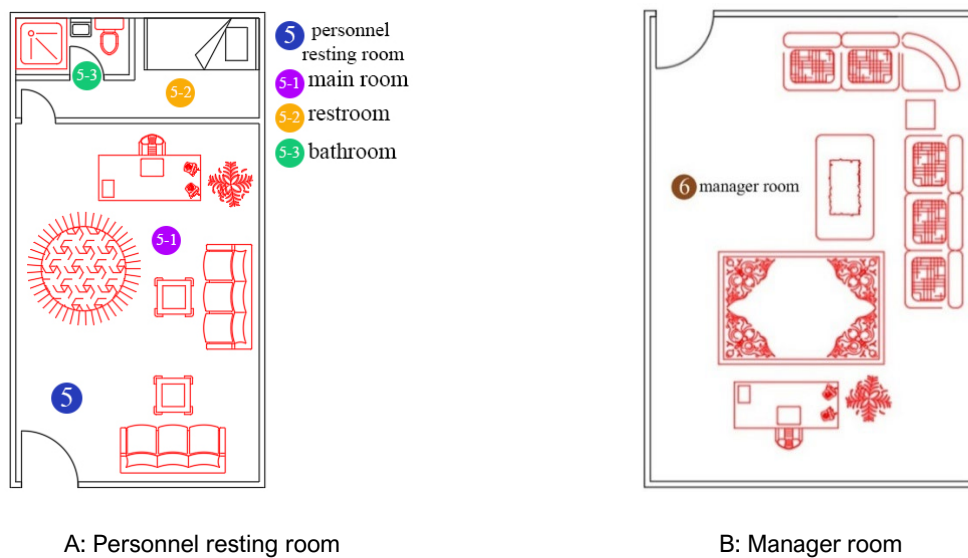 5 personnel
resting room
5-1 main room
5-2 restroom
5-3 bathroom
5-3
5-2
5-1
5
6 manager room
A: Personnel resting room
B: Manager room